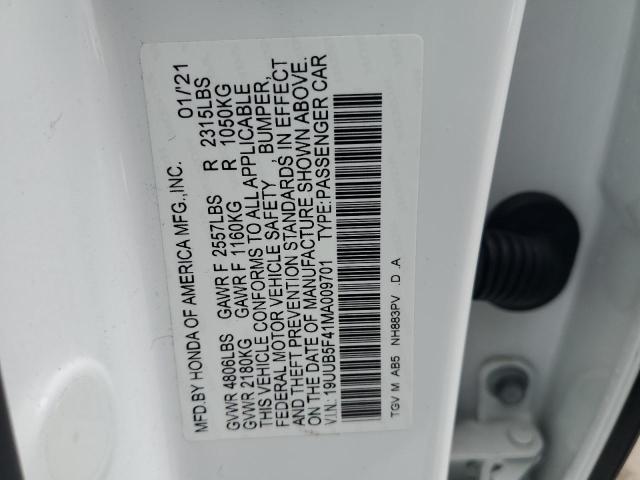 MFD.BY HONDA OF AMERICA MFG.,INC. 01/'21
GVWR 4806LBS GAWR F 2557LBS R 2315LBS
GVWR 2180KG GAWR F 1160KG R 1050KG
THIS VEHICLE CONFORMS TO ALL APPLICABLE
FEDERAL MOTOR VEHICLE SAFETY , BUMPER,
AND THEFT PREVENTION STANDARDS IN EFFECT
ON THE DATE OF MANUFACTURE SHOWN ABOVE.
V.I.N.:19UUB5F41MA009701 TYPE:PASSENGER CAR
TGV M AB5 NH883PV .D .A